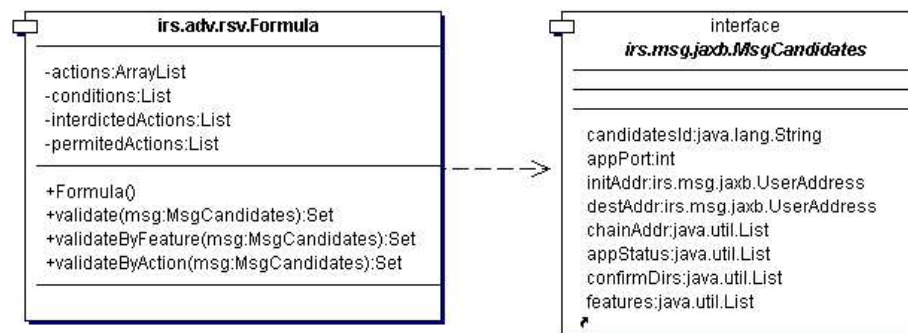 irs.adv.rsv.Formula
-actions:ArrayList
-conditions:List
-interdictedActions:List
-permitedActions:List
+Formula()
+validate(msg:MsgCandidates):Set
+validateByFeature(msg:MsgCandidates):Set
+validateByAction(msg:MsgCandidates):Set
interface
irs.msg.jaxb.MsgCandidates
candidatesId:java.lang.String
appPort:int
initAddr:irs.msg.jaxb.UserAddress
destAddr:irs.msg.jaxb.UserAddress
chainAddr:java.util.List
appStatus:java.util.List
confirmDirs:java.util.List
features:java.util.List